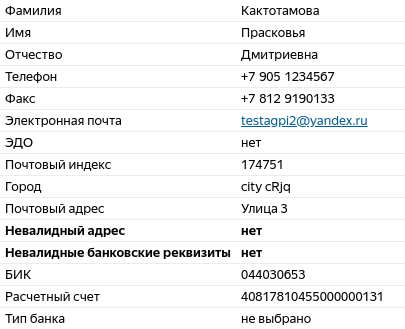 Фамилия Кактотамова
Имя Прасковья
Отчество Дмитриевна
Телефон +7 905 1234567
Факс +7 812 9190133
Электронная почта testagpi2@yandex.ru
ЭДО нет
Почтовый индекс 174751
Город city cRjq
Почтовый адрес Улица 3
Невалидный адрес нет
Невалидные банковские реквизиты нет
БИК 044030653
Расчетный счет 40817810455000000131
Тип банка не выбрано